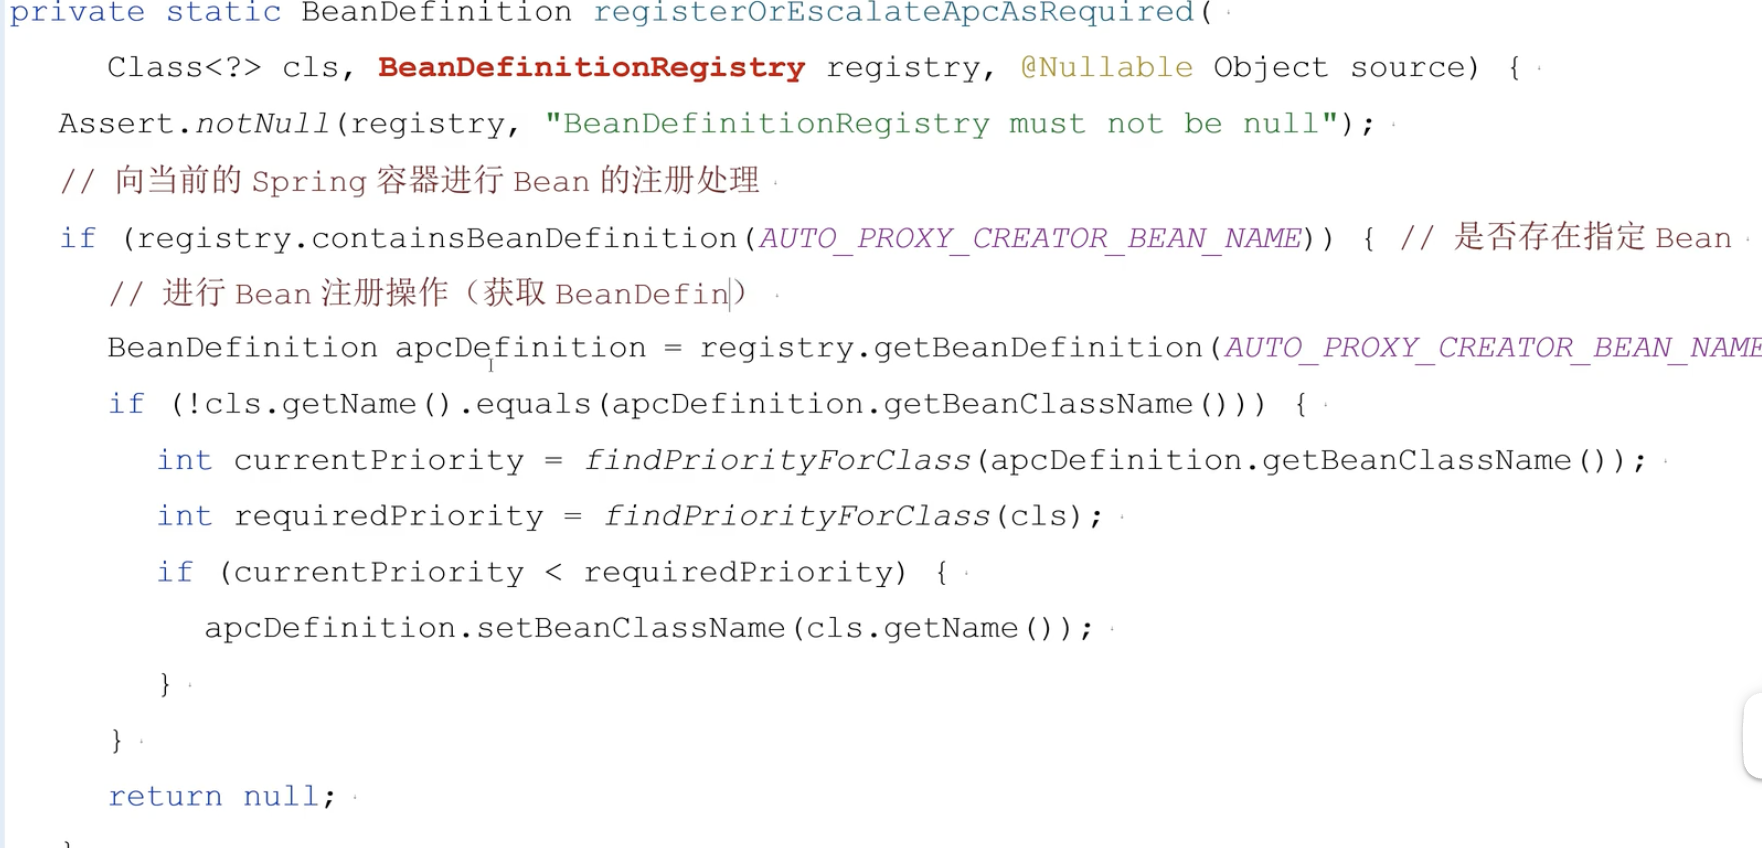 private static BeanDefinition registerOrEscalateApcAsRequired(
Class<?> cls, BeanDefinitionRegistry registry, @Nullable Object source) {
Assert.notNull(registry, "BeanDefinitionRegistry must not be null");
// 向当前的 Spring 容器进行 Bean 的注册处理
if (registry.containsBeanDefinition(AUTO_PROXY_CREATOR_BEAN_NAME)) { // 是否存在指定 Bean
// 进行 Bean 注册操作（获取 BeanDefin）
BeanDefinition apcDefinition = registry.getBeanDefinition(AUTO_PROXY_CREATOR_BEAN_NAME
if (!cls.getName().equals(apcDefinition.getBeanClassName())) {
int currentPriority = findPriorityForClass(apcDefinition.getBeanClassName());
int requiredPriority = findPriorityForClass(cls);
if (currentPriority < requiredPriority) {
apcDefinition.setBeanClassName(cls.getName());
}
}
return null;
}